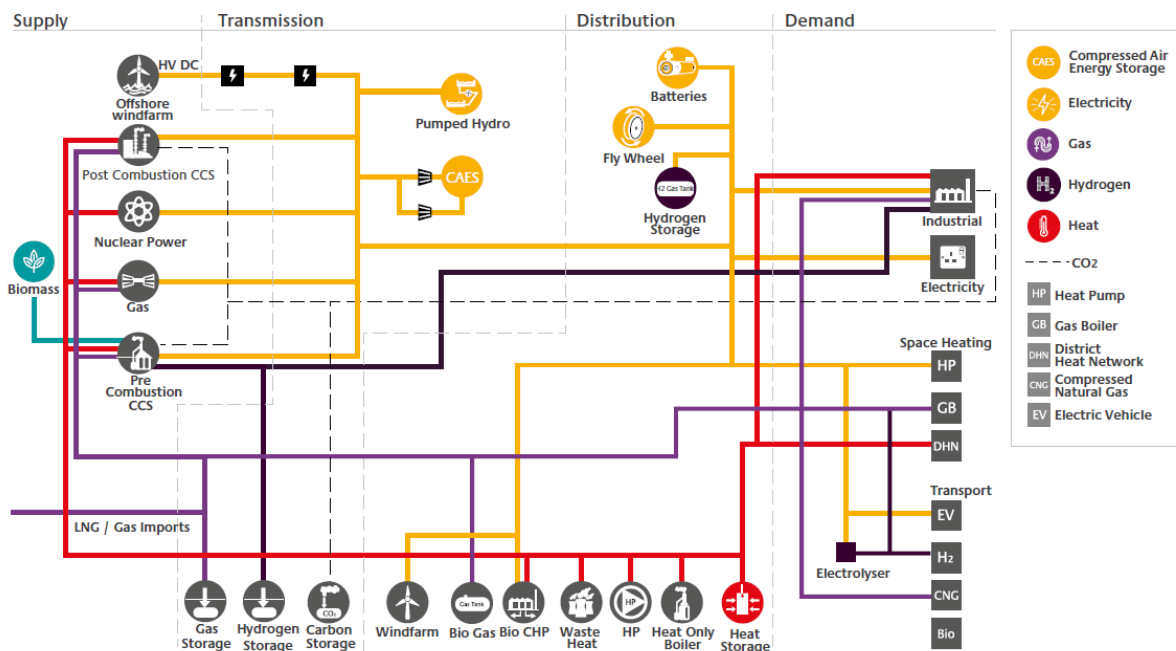 Supply
Transmission
Distribution
Demand
HV DC
Offshore
windfarm
Post Combustion CCS
Nuclear Power
Biomass
Gas
Pre
Combustion
CCS
LNG / Gas Imports
Pumped Hydro
CAES
Batteries
Fly Wheel
H2 Gas Tank
Hydrogen
Storage
Industrial
Electricity
Space Heating
HP
GB
DHN
Transport
EV
H2
CNG
Bio
Electrolyser
Gas
Storage
Hydrogen
Storage
CO2
Carbon
Storage
Windfarm
Gas Tank
Bio Gas
Bio CHP
Waste
Heat
HP
HP
Heat Only
Boiler
Heat
Storage
CAES
Compressed Air
Energy Storage
Electricity
Gas
H2
Hydrogen
Heat
CO2
HP
Heat Pump
GB
Gas Boiler
DHN
District
Heat Network
CNG
Compressed
Natural Gas
EV
Electric Vehicle